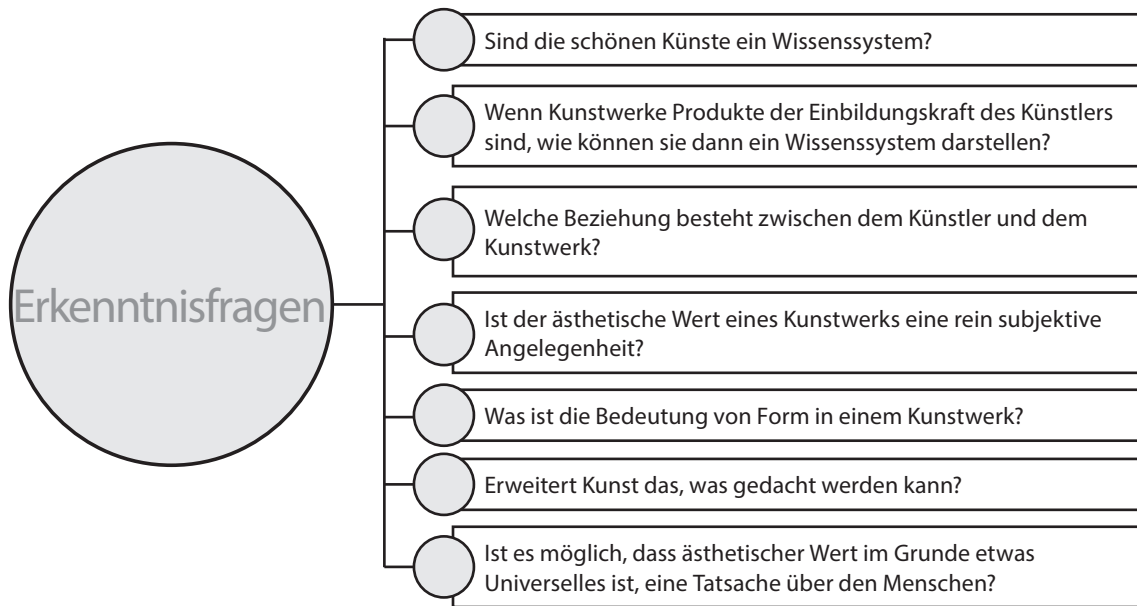 Erkenntnisfragen
Sind die schönen Künste ein Wissenssystem?
Wenn Kunstwerke Produkte der Einbildungskraft des Künstlers
sind, wie können sie dann ein Wissenssystem darstellen?
Welche Beziehung besteht zwischen dem Künstler und dem
Kunstwerk?
Ist der ästhetische Wert eines Kunstwerks eine rein subjektive
Angelegenheit?
Was ist die Bedeutung von Form in einem Kunstwerk?
Erweitert Kunst das, was gedacht werden kann?
Ist es möglich, dass ästhetischer Wert im Grunde etwas
Universelles ist, eine Tatsache über den Menschen?